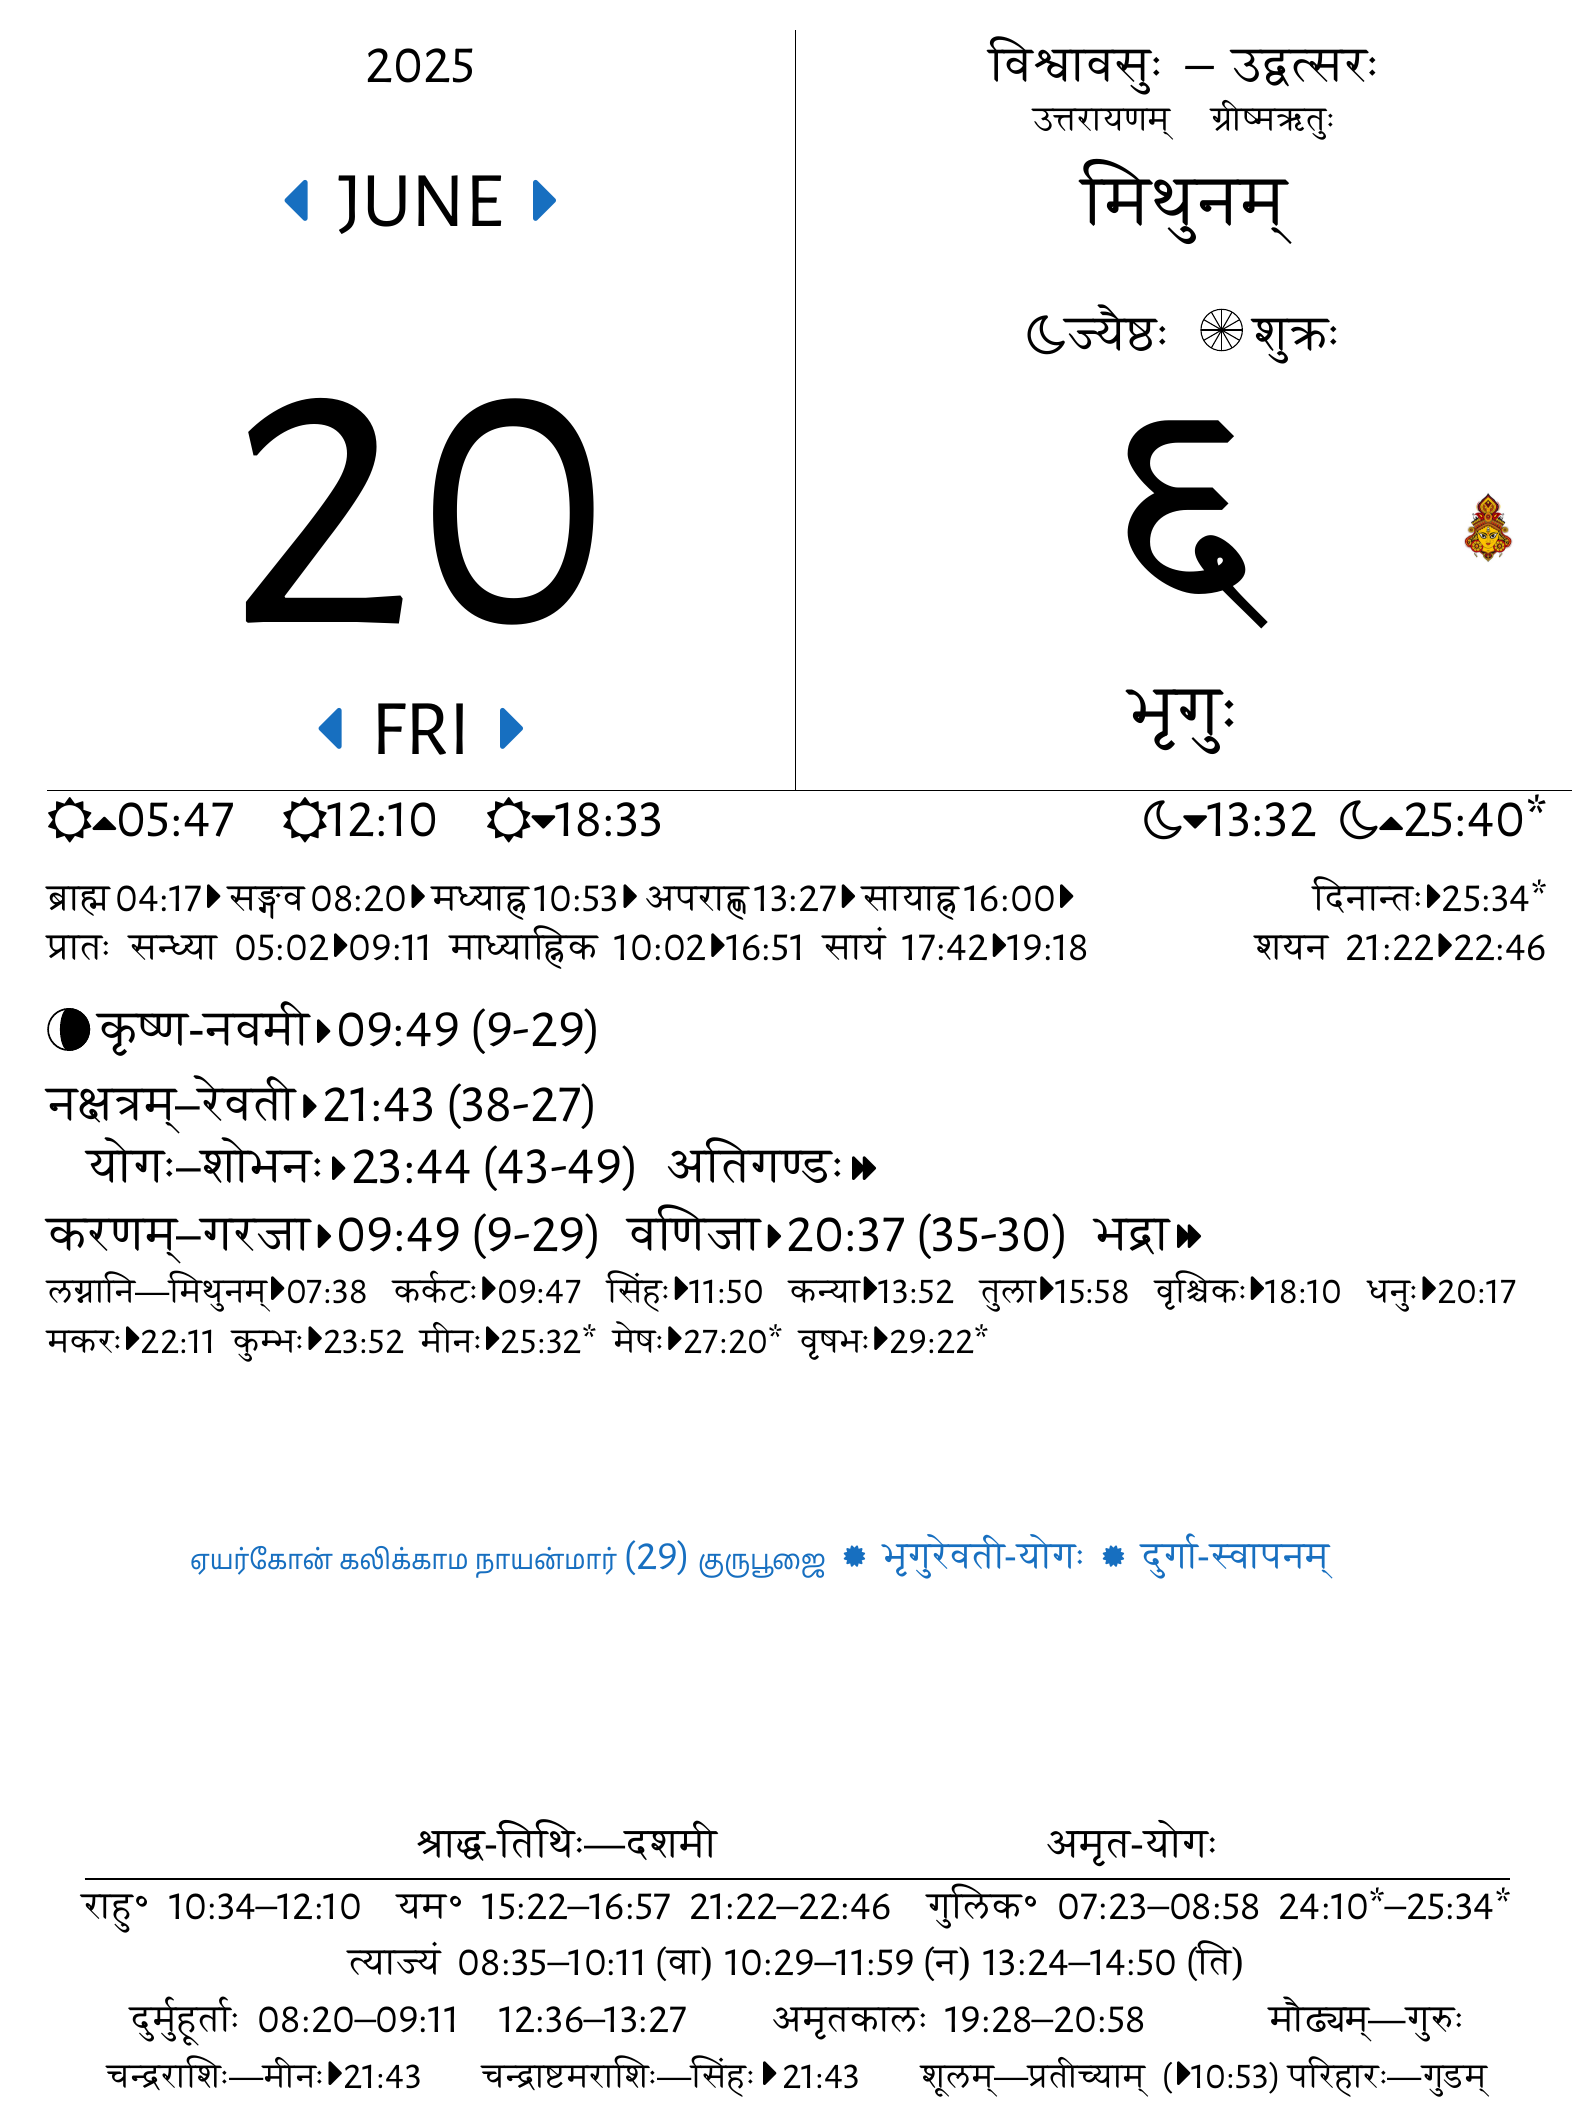 2025
JUNE
20
FRI
विश्वावसुः – उद्वत्सरः
उत्तरायणम् ग्रीष्मऋतुः
मिथुनम्
ज्यैष्ठः शुक्रः
६
भृगुः
05:47 12:10 18:33 13:32 25:40*
ब्राह्म 04:17 सङ्गव 08:20 मध्याह्न 10:53 अपराह्ण 13:27 सायाह्न 16:00 दिनान्तः 25:34*
प्रातः सन्ध्या 05:02 09:11 माध्याह्निक 10:02 16:51 सायं 17:42 19:18 शयन 21:22 22:46
कृष्ण-नवमी 09:49 (9-29)
नक्षत्रम्–रेवती 21:43 (38-27)
योगः–शोभनः 23:44 (43-49) अतिगण्डः
करणम्–गरजा 09:49 (9-29) वणिजा 20:37 (35-30) भद्रा
लग्नानि—मिथुनम् 07:38 कर्कटः 09:47 सिंहः 11:50 कन्या 13:52 तुला 15:58 वृश्चिकः 18:10 धनुः 20:17
मकरः 22:11 कुम्भः 23:52 मीनः 25:32* मेषः 27:20* वृषभः 29:22*
ஏயர்கோன் கலிக்காம நாயன்மார் (29) குருபூஜை ✹ भृगुरेवती-योगः ✹ दुर्गा-स्वापनम्
श्राद्ध-तिथिः—दशमी अमृत-योगः
राहु॰ 10:34–12:10 यम॰ 15:22–16:57 21:22–22:46 गुलिक॰ 07:23–08:58 24:10*–25:34*
त्याज्यं 08:35–10:11 (वा) 10:29–11:59 (न) 13:24–14:50 (ति)
दुर्मुहूर्ताः 08:20–09:11 12:36–13:27 अमृतकालः 19:28–20:58 मौढ्यम्—गुरुः
चन्द्रराशिः—मीनः 21:43 चन्द्राष्टमराशिः—सिंहः 21:43 शूलम्—प्रतीच्याम् (10:53) परिहारः—गुडम्